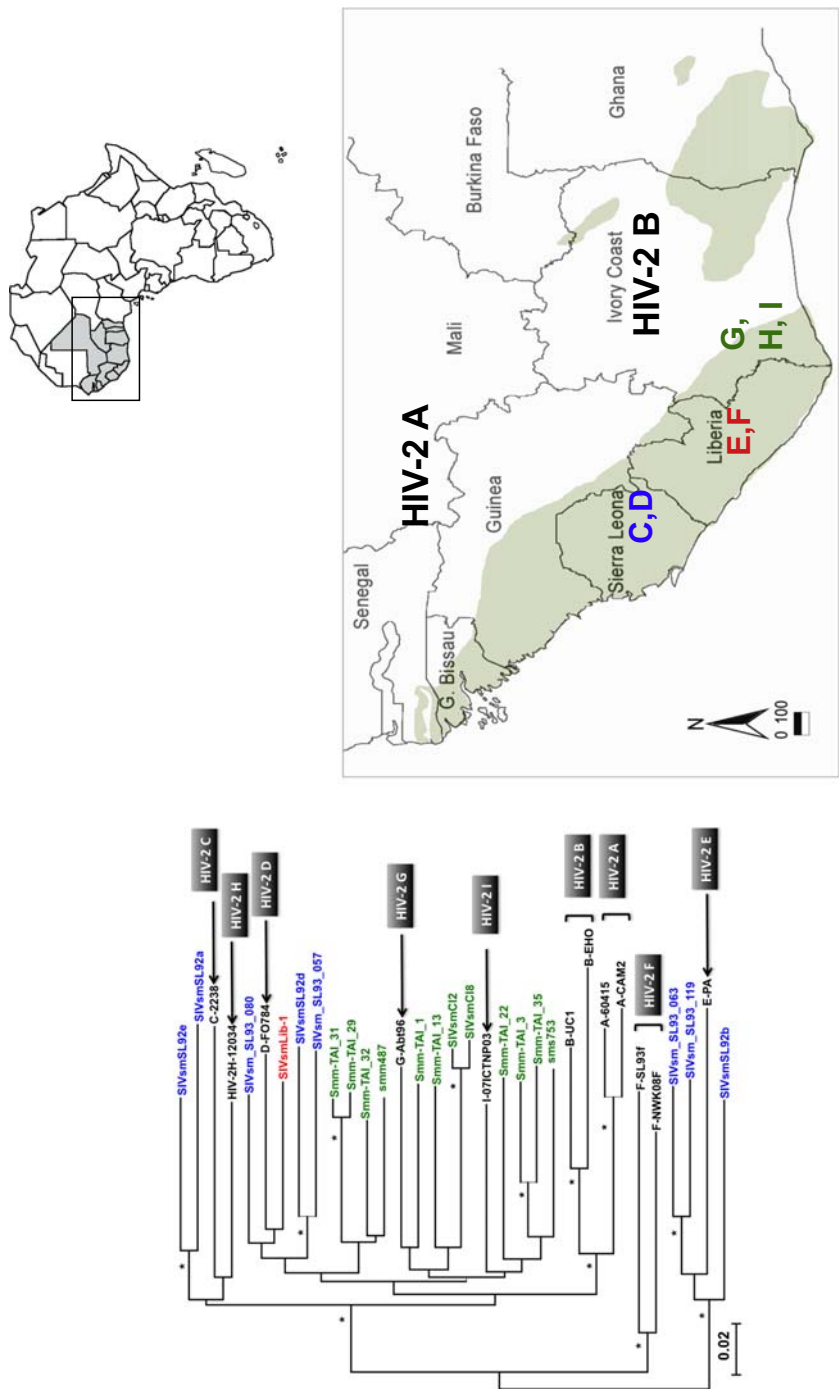 SIVsmSL92e
SIVsmSL92a
C-2238
HIV-2 C
HIV-2H-12034
HIV-2 H
SIVsm_SL93_080
D-FO784
HIV-2 D
SIVsmLib-1
SIVsmSL92d
SIVsm_SL93_057
Smm-TAI_31
Smm-TAI_29
Smm-TAI_32
smm487
G-Abt96
HIV-2 G
Smm-TAI_1
Smm-TAI_13
SIVsmCI2
SIVsmCI8
I-07ICTNP03
HIV-2 I
Smm-TAI_22
Smm-TAI_3
Smm-TAI_35
sms753
B-UC1
B-EHO
HIV-2 B
A-60415
A-CAM2
HIV-2 A
F-SL93f
F-NWK08F
HIV-2 F
SIVsm_SL93_063
SIVsm_SL93_119
E-PA
HIV-2 E
SIVsmSL92b
0.02
*
*
*
*
*
*
*
*
*
*
*
Senegal
G. Bissau
HIV-2 A
Mali
Guinea
Burkina Faso
Sierra Leona
C,D
Liberia
E,F
Ivory Coast
HIV-2 B
Ghana
G,
H, I
N
0 100